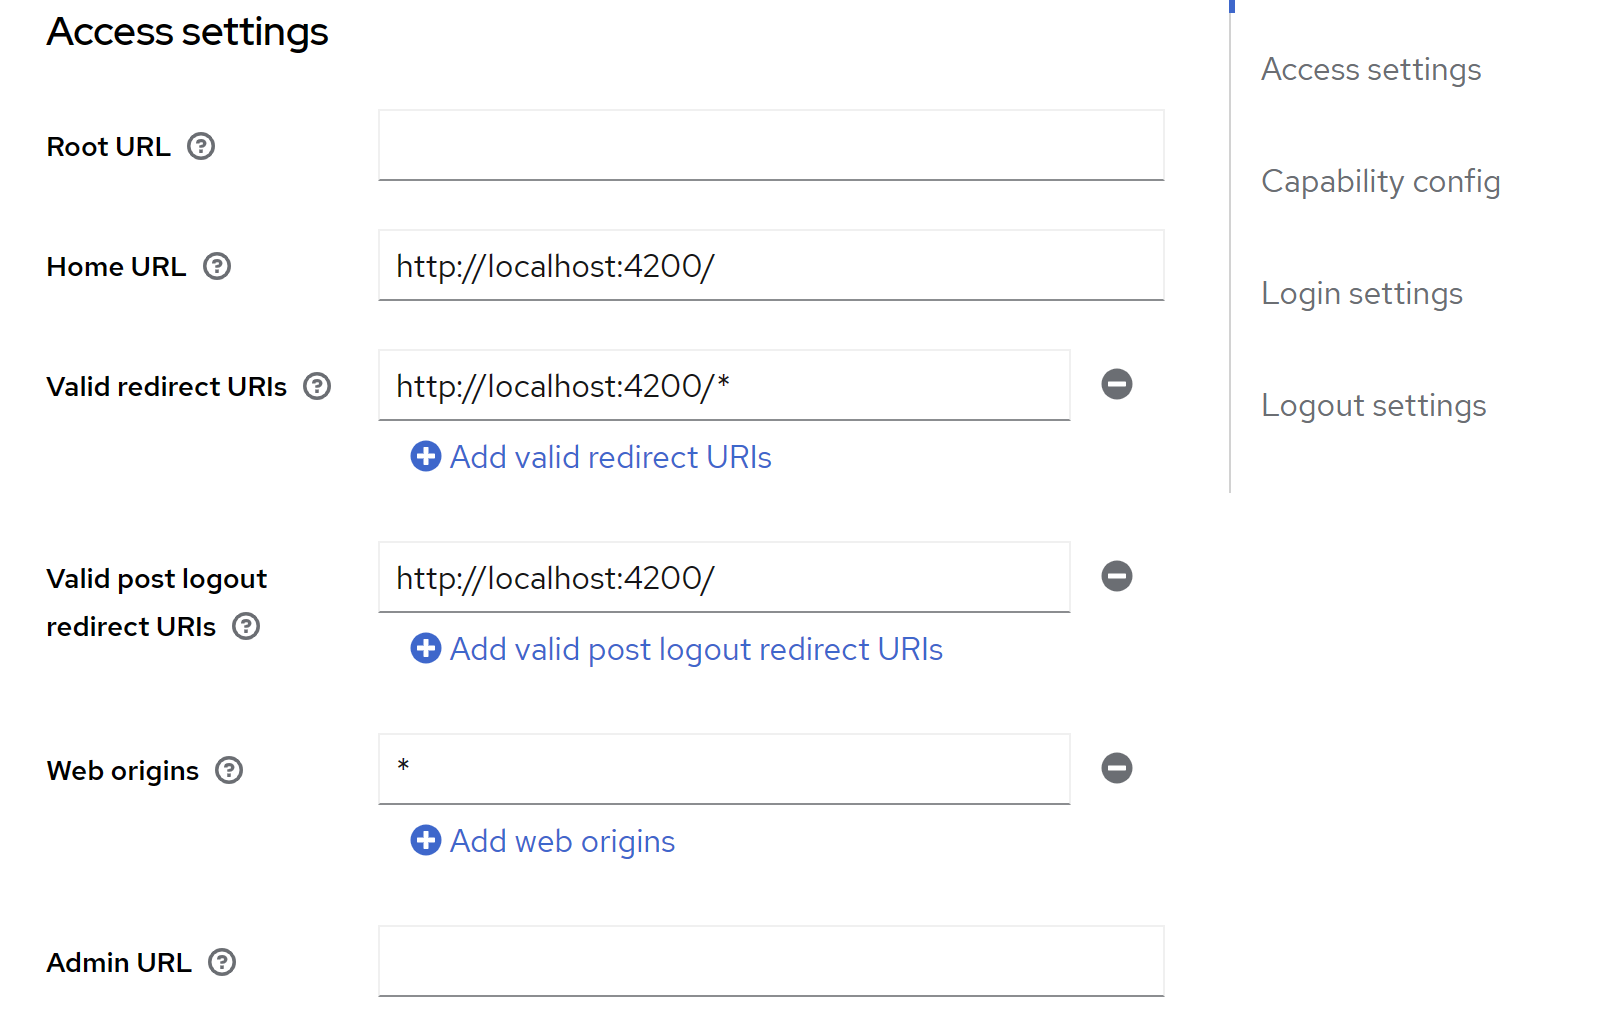 Access settings
Root URL
Home URL
http://localhost:4200/
Valid redirect URIs
http://localhost:4200/*
Add valid redirect URIs
Valid post logout
redirect URIs
http://localhost:4200/
Add valid post logout redirect URIs
Web origins
*
Add web origins
Admin URL
Access settings
Capability config
Login settings
Logout settings